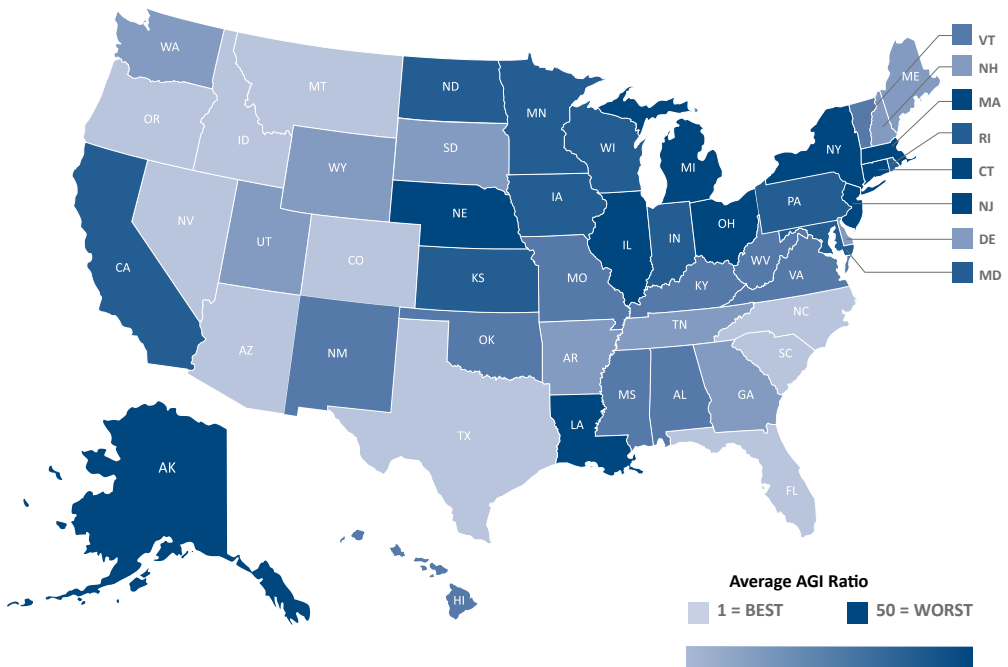 WA
MT
ND
MN
VT
NH
ME
MA
OR
ID
SD
WI
NY
RI
WY
MI
CT
IA
PA
NJ
NV
UT
NE
IL
IN
OH
DE
CA
CO
KS
MO
WV
VA
MD
KY
AZ
NM
OK
AR
TN
NC
SC
MS
AL
GA
TX
LA
FL
AK
HI
Average AGI Ratio
1 = BEST
50 = WORST